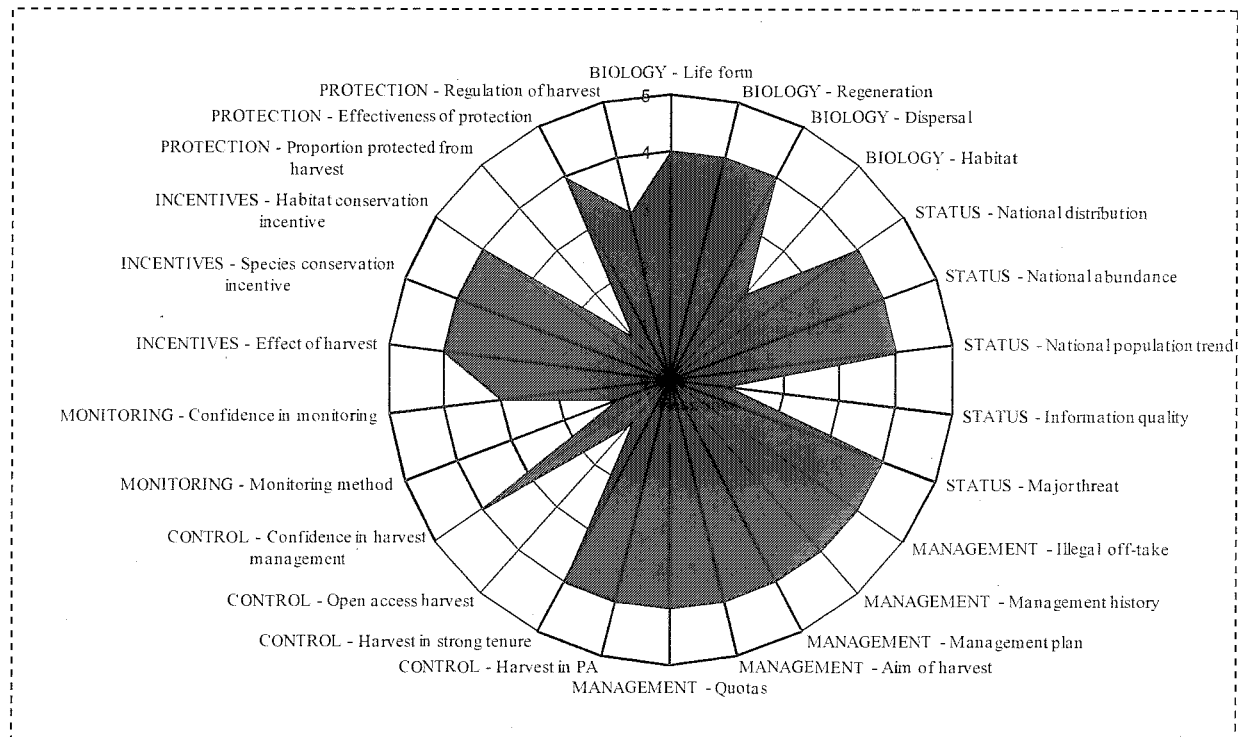 BIOLOGY - Life form
PROTECTION - Regulation of harvest
5
BIOLOGY - Regeneration
PROTECTION - Effectiveness of protection
BIOLOGY - Dispersal
PROTECTION - Proportion protected from
harvest
4
BIOLOGY - Habitat
INCENTIVES - Habitat conservation
incentive
STATUS - National distribution
INCENTIVES - Species conservation
incentive
STATUS - National abundance
INCENTIVES - Effect of harvest
STATUS - National population trend
MONITORING - Confidence in monitoring
STATUS - Information quality
MONITORING - Monitoring method
STATUS - Major threat
CONTROL - Confidence in harvest
management
MANAGEMENT - Illegal off-take
CONTROL - Open access harvest
MANAGEMENT - Management history
CONTROL - Harvest in strong tenure
MANAGEMENT - Management plan
CONTROL - Harvest in PA
MANAGEMENT - Aim of harvest
MANAGEMENT - Quotas